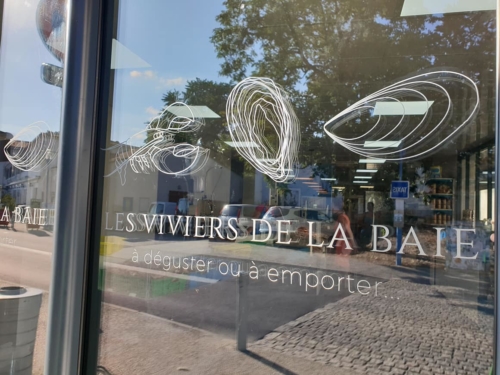 A BAIE
LES VIVIERS DE LA BAIE
à déguster ou à emporter...